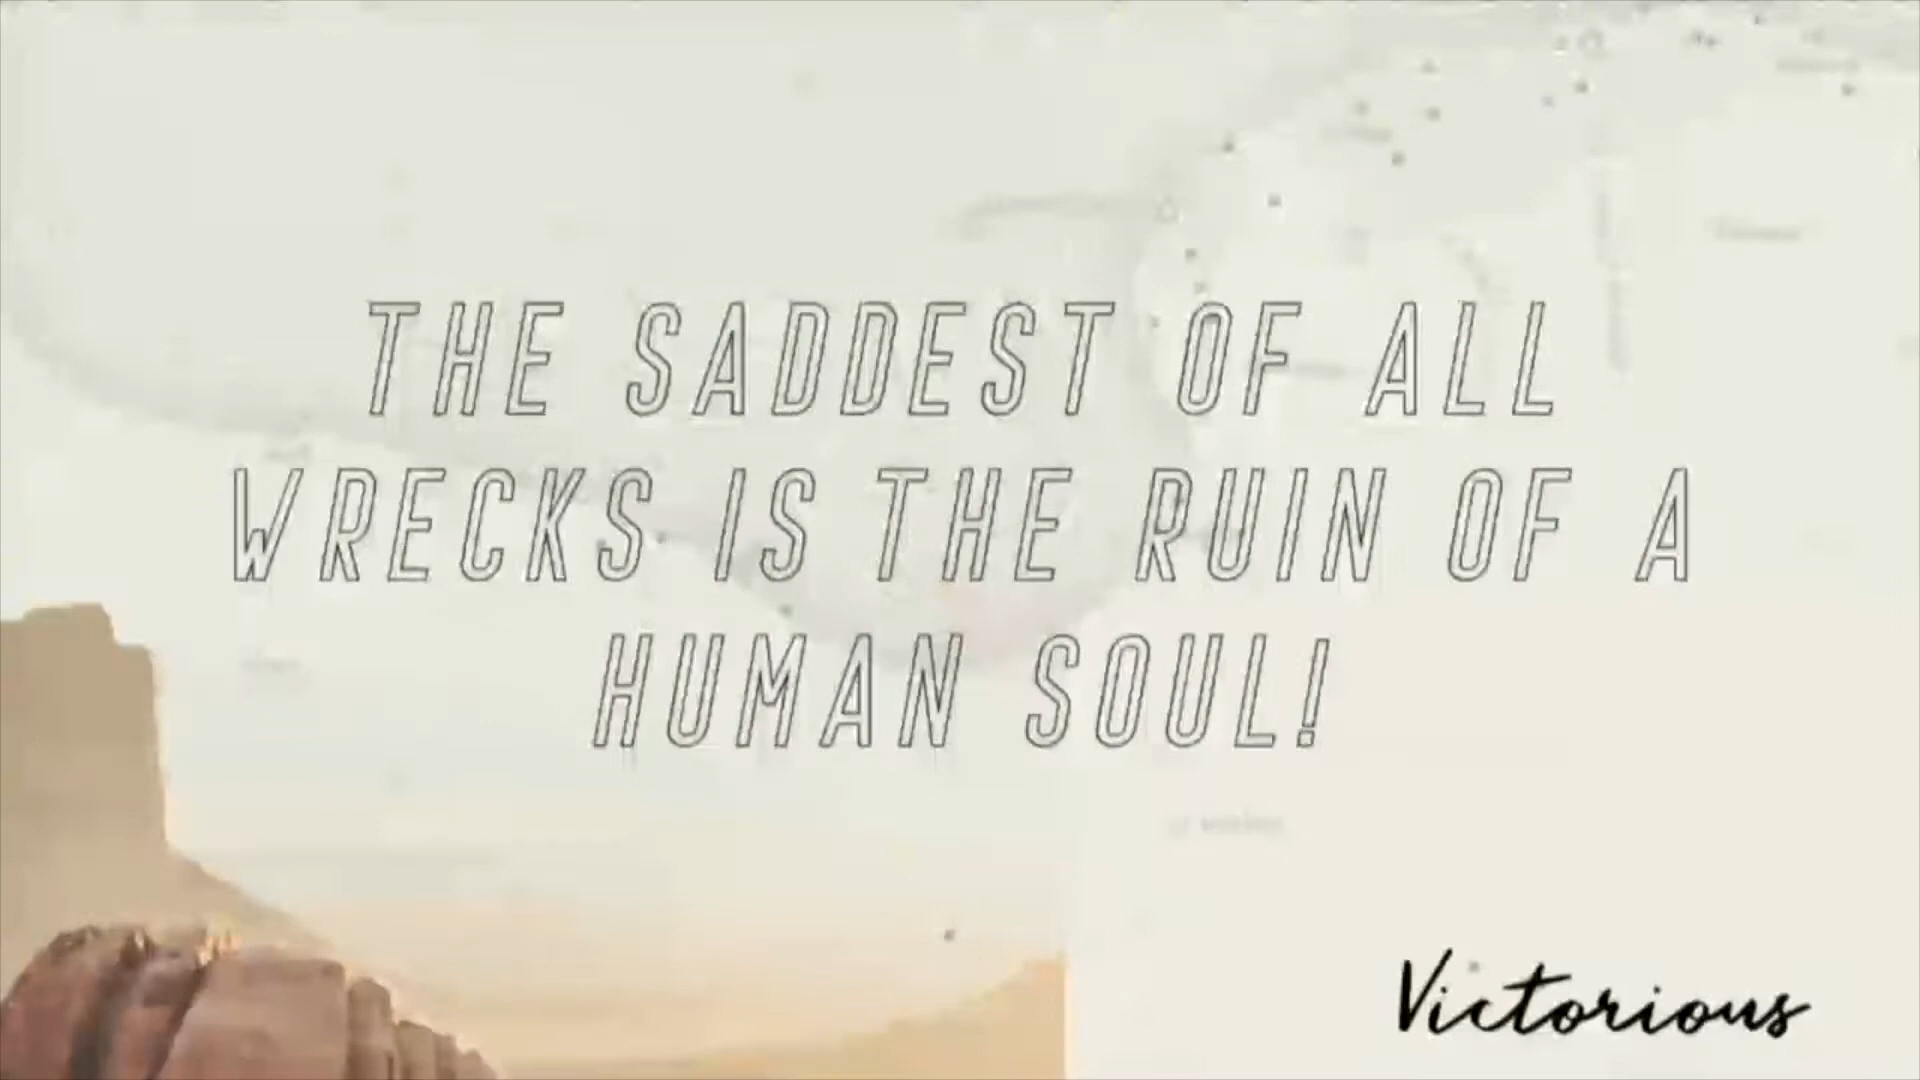 THE SADDEST OF ALL
WRECKS IS THE RUIN OF A
HUMAN SOUL!
Victorious